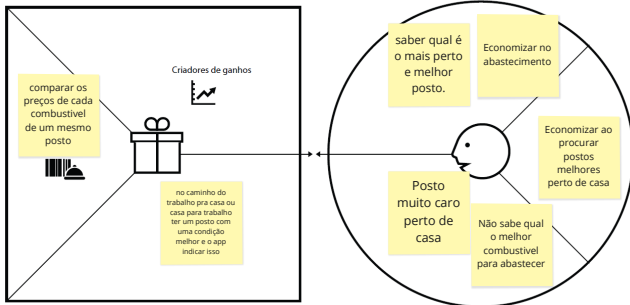 comparar os
preços de cada
combustivel
de um mesmo
posto
Criadores de ganhos
no caminho do
trabalho pra casa ou
casa para trabalho
ter um posto com
uma condição
melhor e o app
indicar isso
saber qual é
o mais perto
e melhor
posto.
Economizar no
abastecimento
Economizar ao
procurar
postos
melhores
perto de casa
Posto
muito caro
perto de
casa
Não sabe qual
o melhor
combustivel
para abastecer